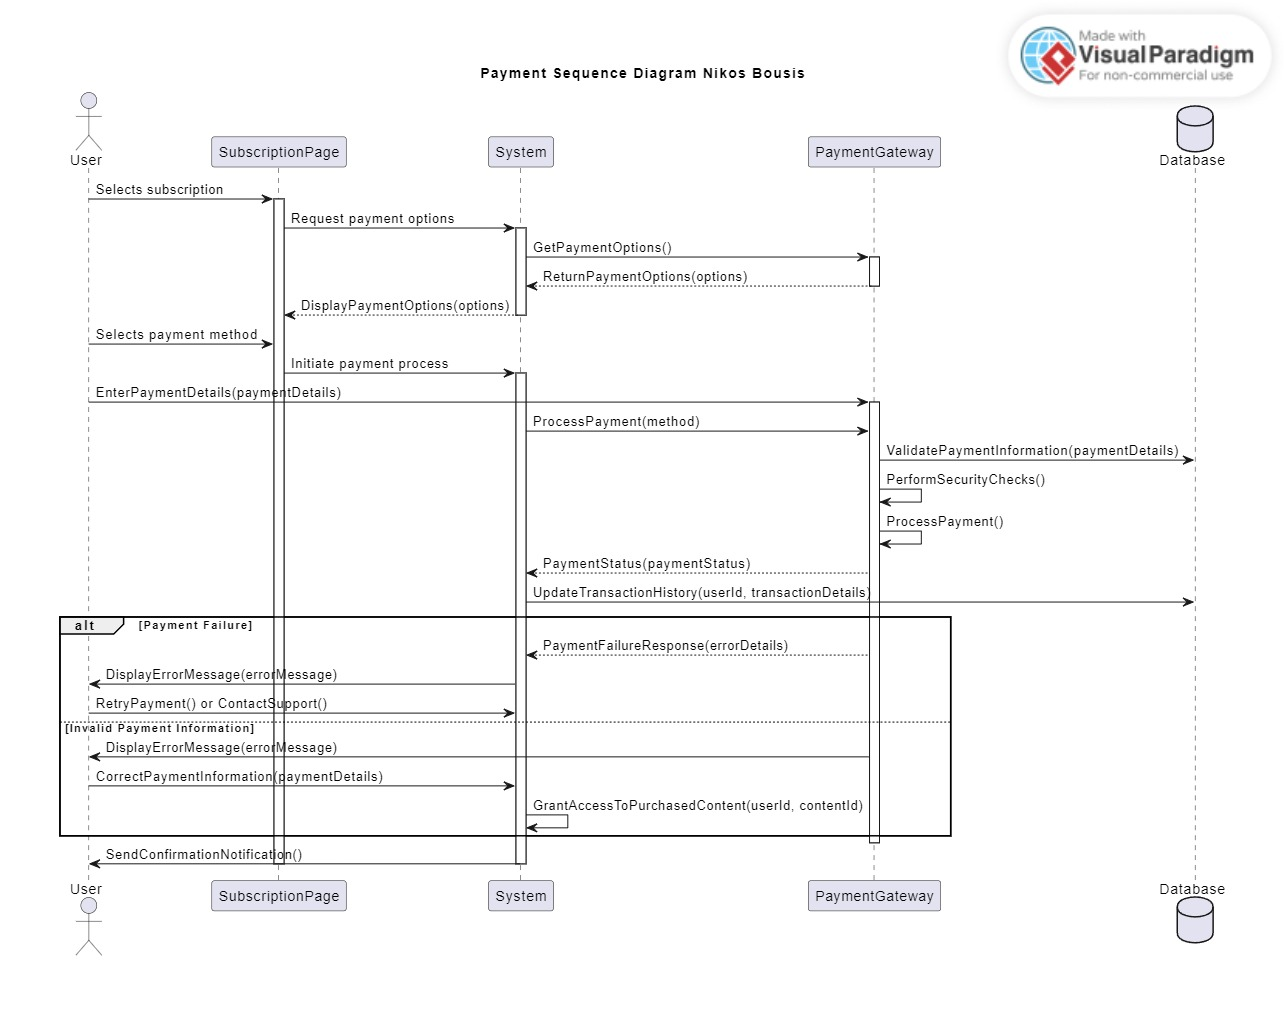 Made with
VisualParadigm
For non-commercial use
Payment Sequence Diagram Nikos Bousis
User
SubscriptionPage
System
PaymentGateway
Database
Selects subscription
Request payment options
GetPaymentOptions()
ReturnPaymentOptions(options)
DisplayPaymentOptions(options)
Selects payment method
Initiate payment process
EnterPaymentDetails(paymentDetails)
ProcessPayment(method)
ValidatePaymentInformation(paymentDetails)
PerformSecurityChecks()
ProcessPayment()
PaymentStatus(paymentStatus)
UpdateTransactionHistory(userId, transactionDetails)
alt [Payment Failure]
PaymentFailureResponse(errorDetails)
DisplayErrorMessage(errorMessage)
RetryPayment() or ContactSupport()
[Invalid Payment Information]
DisplayErrorMessage(errorMessage)
CorrectPaymentInformation(paymentDetails)
GrantAccessToPurchasedContent(userId, contentId)
SendConfirmationNotification()
User
SubscriptionPage
System
PaymentGateway
Database